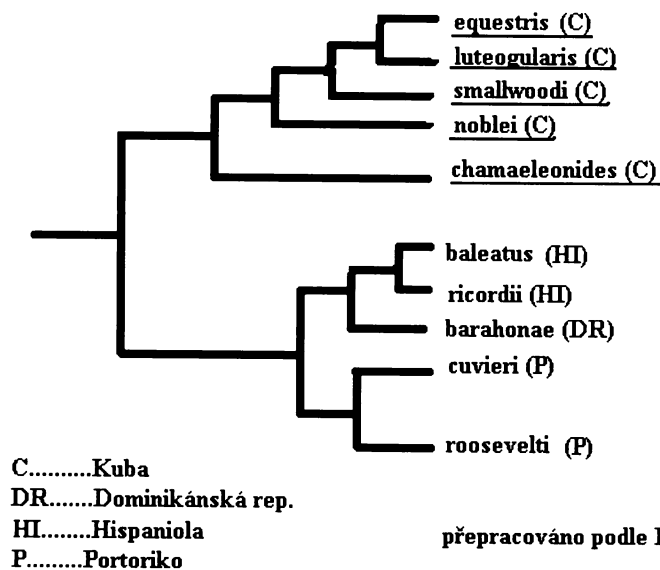 equestris (C)
luteogularis (C)
smallwoodi (C)
noblei (C)
chamaeleonides (C)
baleatus (HI)
ricordii (HI)
barahonae (DR)
cuvieri (P)
roosevelti (P)
C..........Kuba
DR.......Dominikánská rep.
HI........Hispaniola
P.........Portoriko
přepracováno podle